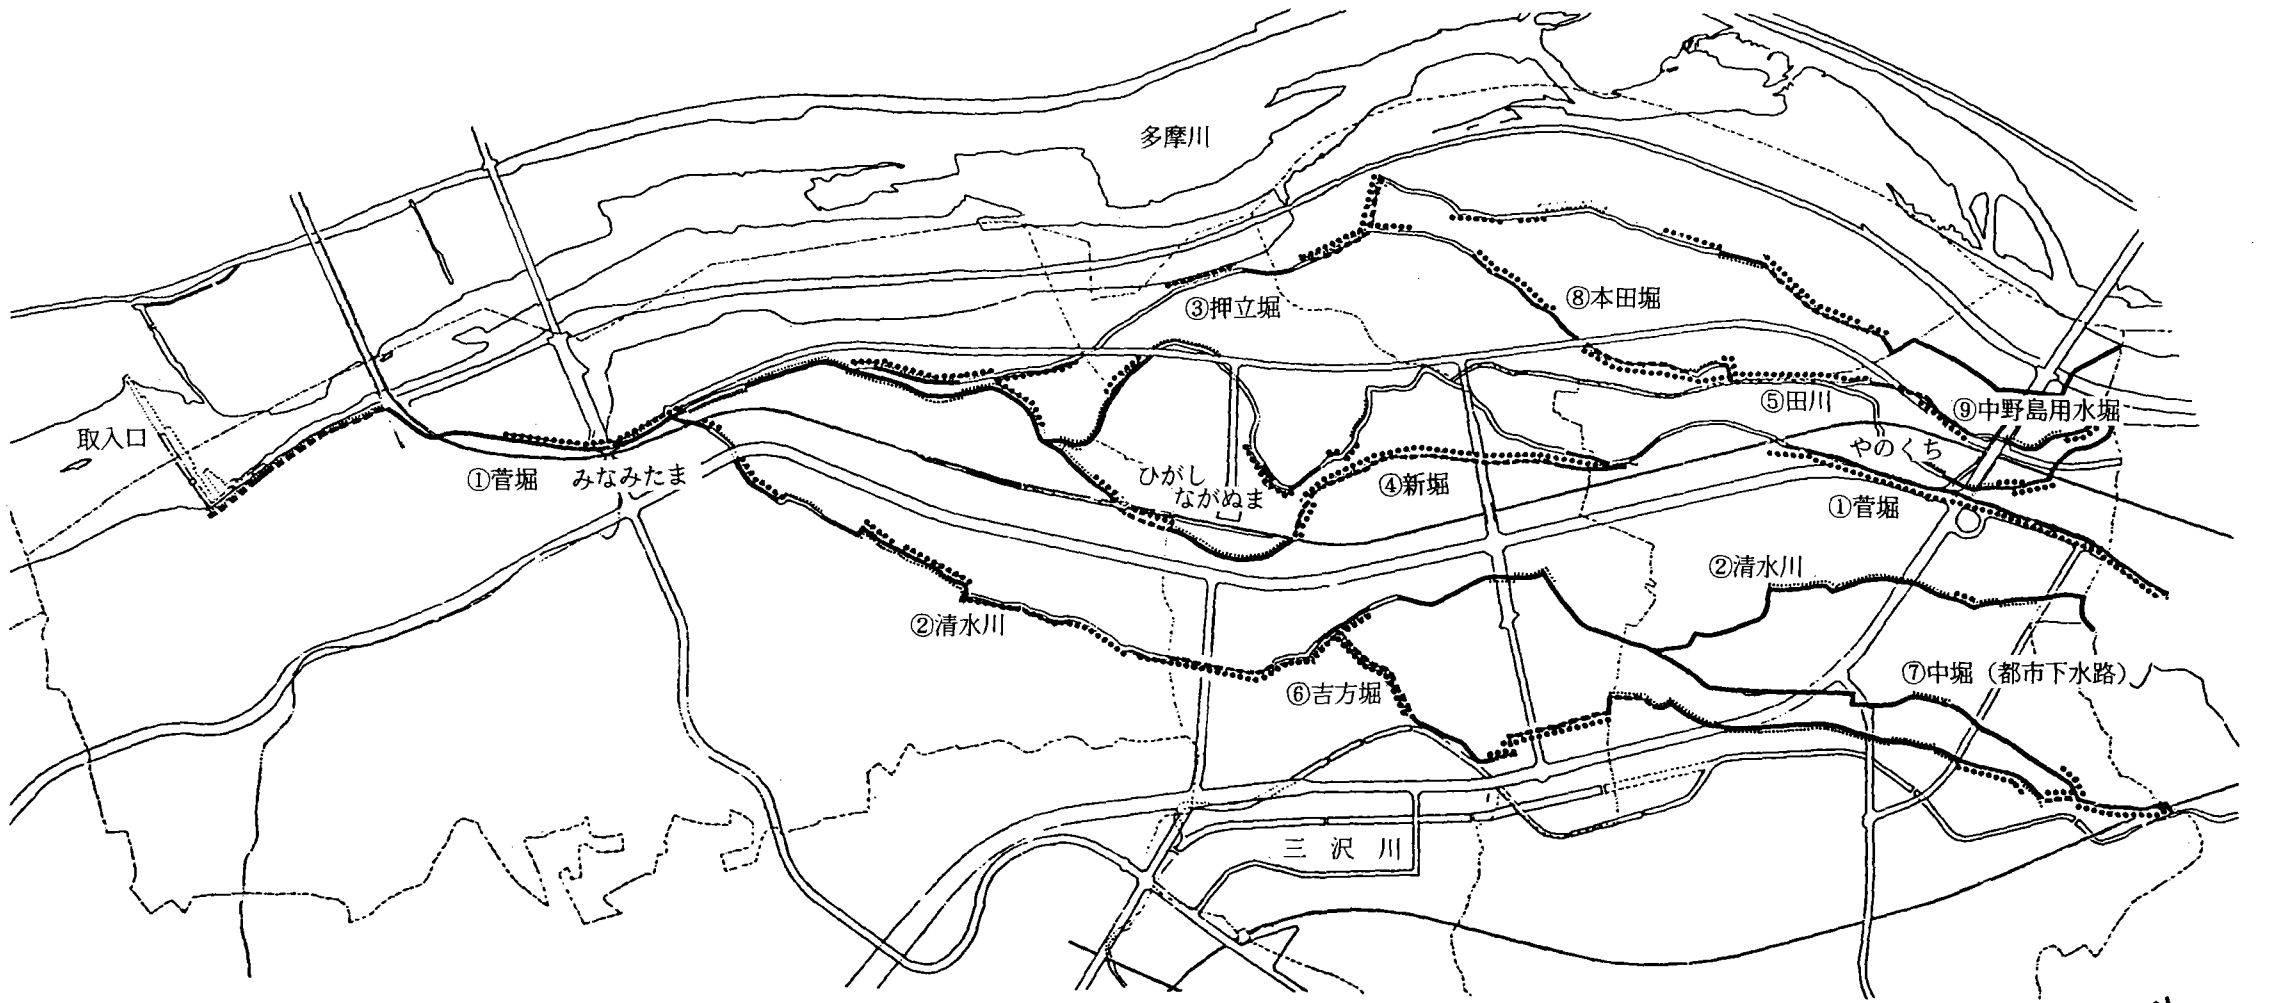 多摩川
③押立堀
⑧本田堀
⑤田川
⑨中野島用水堀
取入口
①菅堀
みなみたま
ひがし
ながぬま
④新堀
やのくち
①菅堀
②清水川
②清水川
⑥吉方堀
⑦中堀（都市下水路）
三沢川